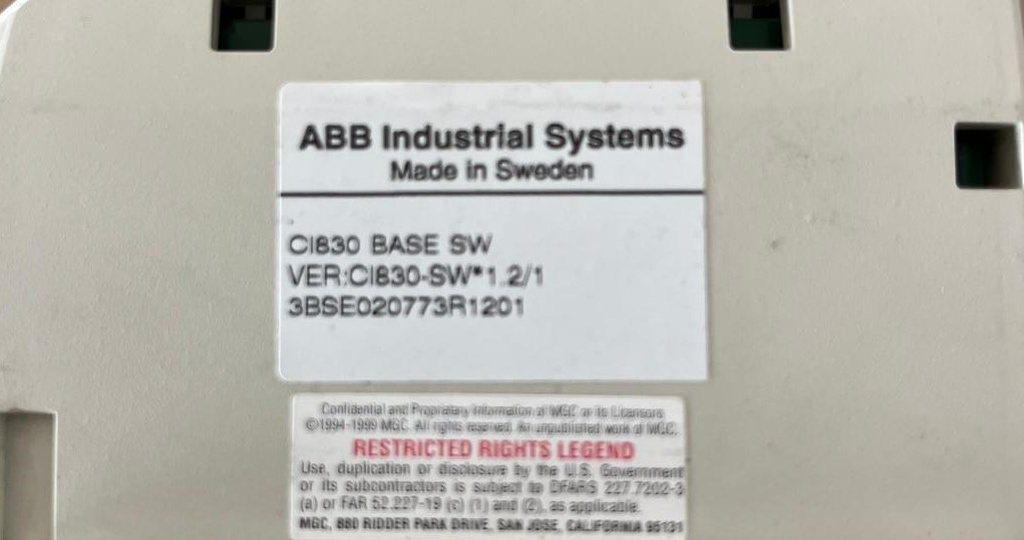 ABB Industrial Systems
Made in Sweden
CI830 BASE SW
VER:CI830-SW*1.2/1
3BSE020773R1201
Confidential and Proprietary Information of MGC or its Licensors
©1994-1999 MGC. All rights reserved. An unpublished work of MGC.
RESTRICTED RIGHTS LEGEND
Use, duplication or disclosure by the U.S. Government
or its subcontractors is subject to DFARS 227.7202-3
(a) or FAR 52.227-19 (c) (1) and (2), as applicable.
MGC, 880 RIDDER PARK DRIVE, SAN JOSE, CALIFORNIA 95131